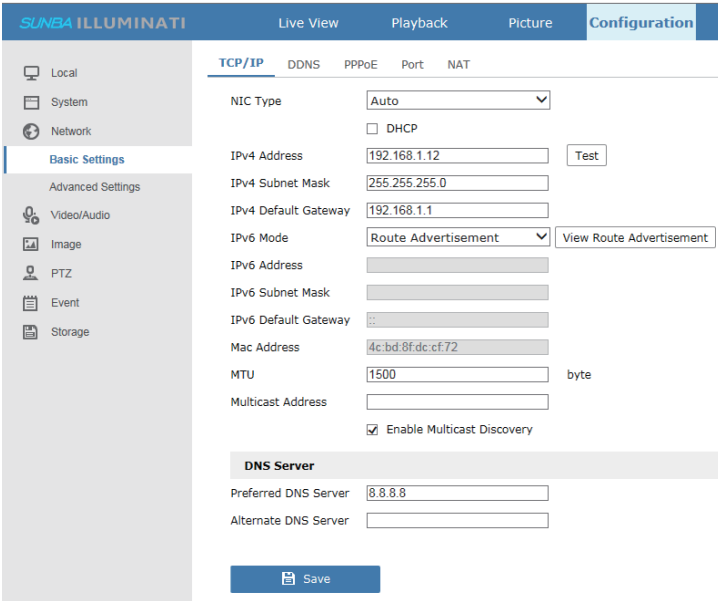 SUNBA ILLUMINATI Live View Playback Picture Configuration
TCP/IP DDNS PPPoE Port NAT
Local
System
Network
Basic Settings
Advanced Settings
Video/Audio
Image
PTZ
Event
Storage
NIC Type Auto
DHCP
IPv4 Address 192.168.1.12 Test
IPv4 Subnet Mask 255.255.255.0
IPv4 Default Gateway 192.168.1.1
IPv6 Mode Route Advertisement View Route Advertisement
IPv6 Address
IPv6 Subnet Mask
IPv6 Default Gateway ::
Mac Address 4c:bd:8f:dc:cf:72
MTU 1500 byte
Multicast Address
Enable Multicast Discovery
DNS Server
Preferred DNS Server 8.8.8.8
Alternate DNS Server
Save